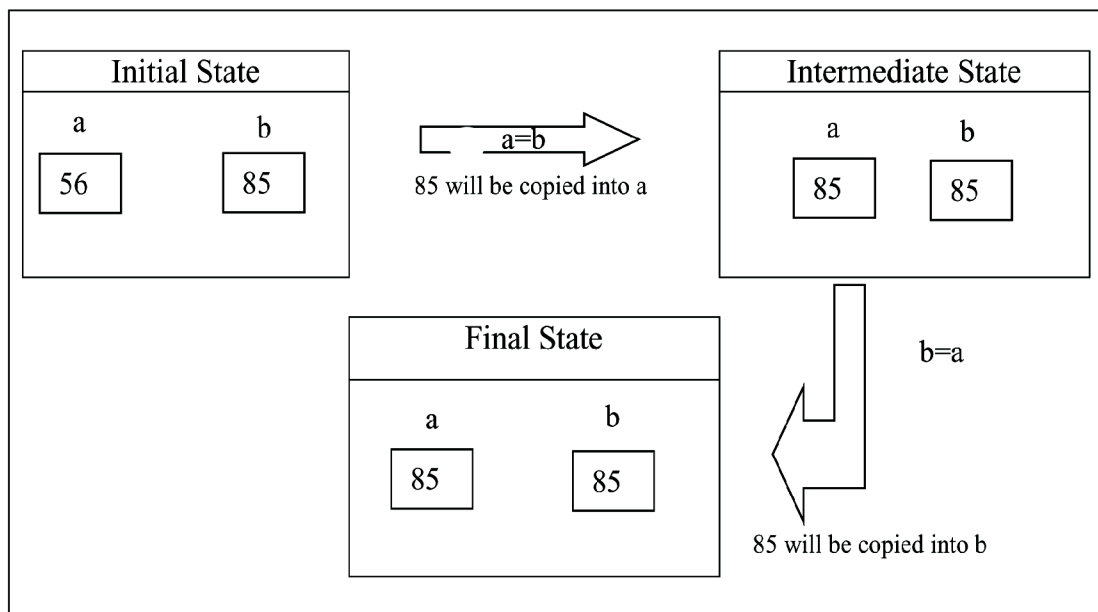 Initial State
a b
56 85
a=b
85 will be copied into a
Intermediate State
a b
85 85
b=a
85 will be copied into b
Final State
a b
85 85